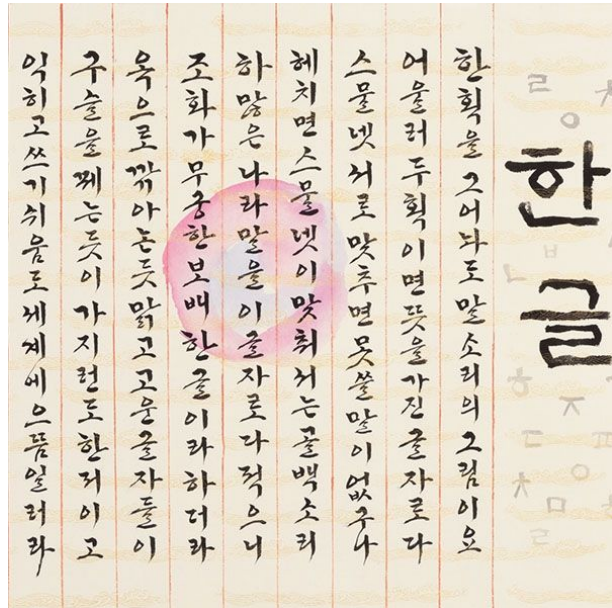 한글
한획을그어놔도말소리의그림이요
어울러두획이면뜻을가진글자로다
스물넷서로맞추면못쓸말이없구나
헤치면스물넷이맞춰서는골백소리
하많은나라말을이글자로다적으니
조화가무궁한보배한글이라하더라
옥으로깎아논듯맑고고운글자들이
구슬을꿰는듯이가지런도한저이고
익히고쓰기쉬움도세계에으뜸일러라